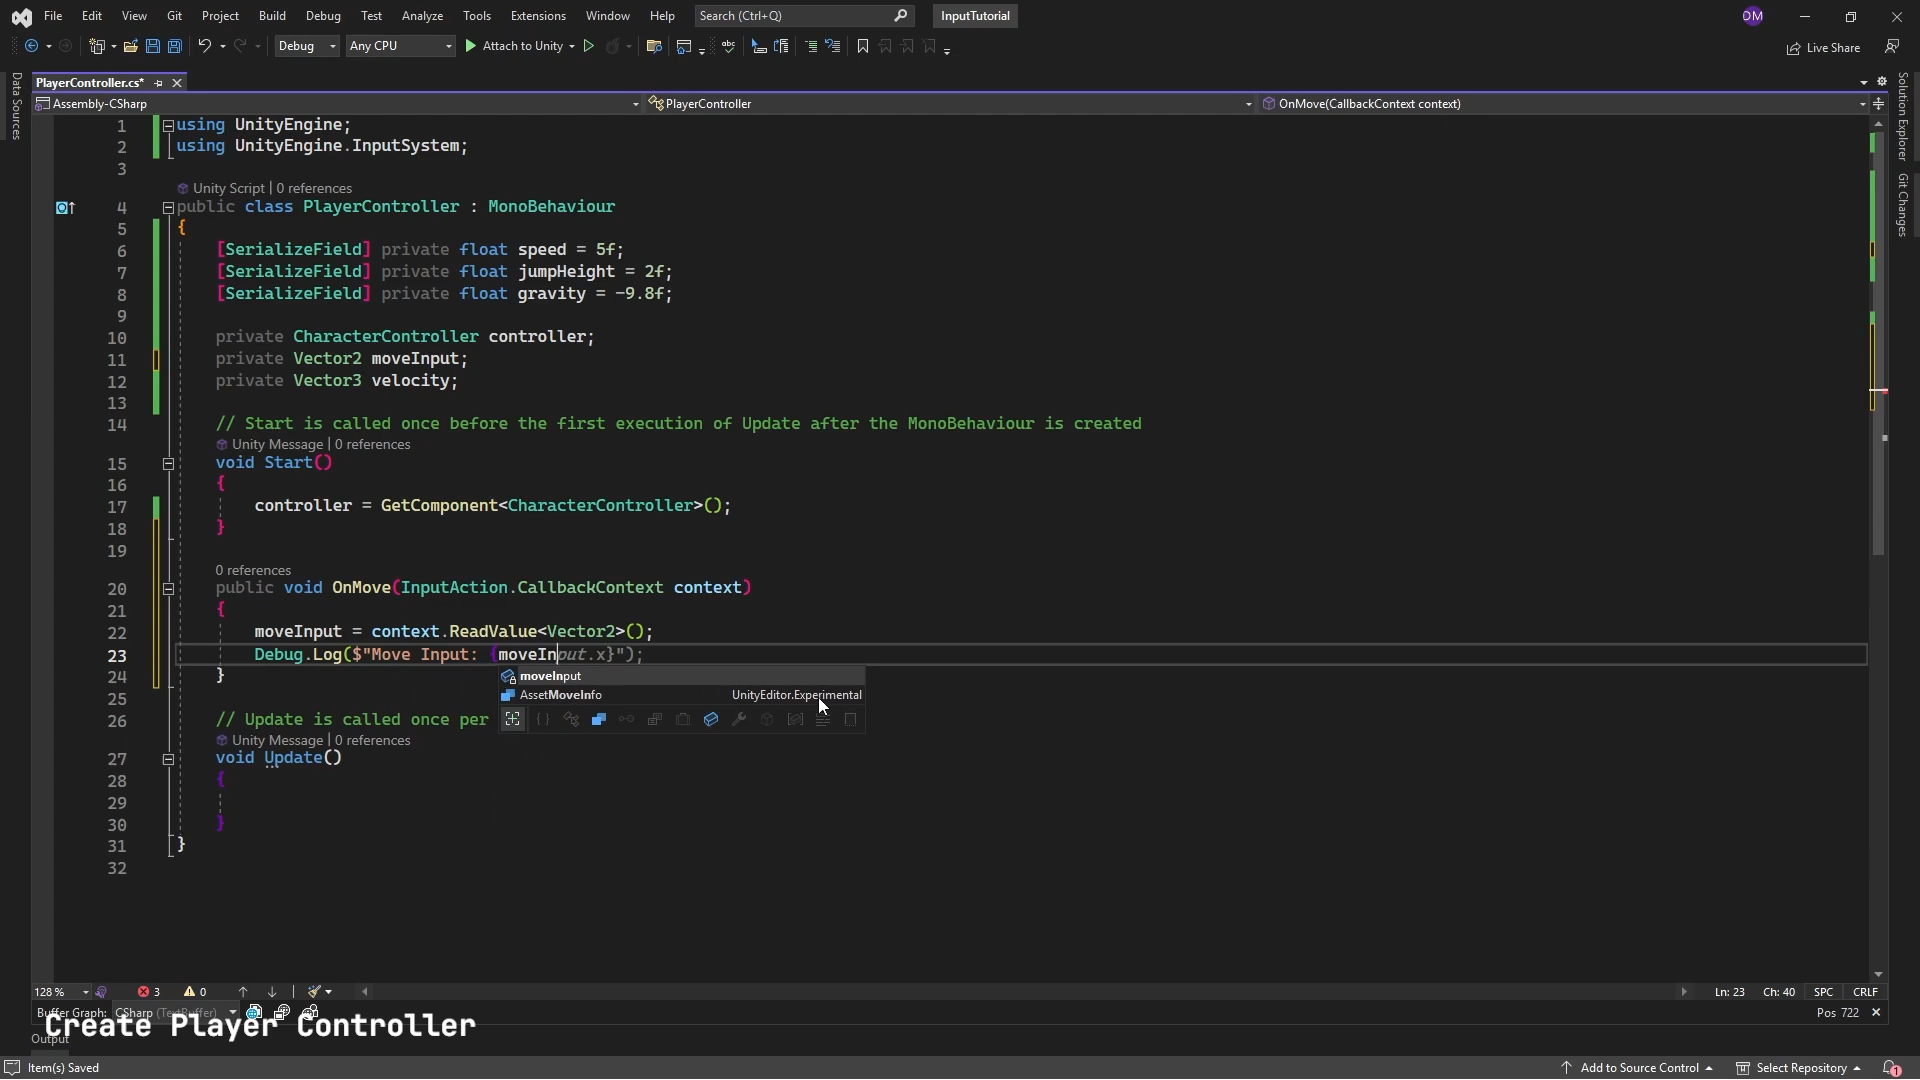 File Edit View Git Project Build Debug Test Analyze Tools Extensions Window Help Search (Ctrl+Q) InputTutorial DM
Debug Any CPU Attach to Unity Live Share
PlayerController.cs*
Assembly-CSharp PlayerController OnMove(CallbackContext context)
Data Sources
Solution Explorer
Git Changes
1 using UnityEngine;
2 using UnityEngine.InputSystem;
3
Unity Script | 0 references
4 public class PlayerController : MonoBehaviour
5 {
6 [SerializeField] private float speed = 5f;
7 [SerializeField] private float jumpHeight = 2f;
8 [SerializeField] private float gravity = -9.8f;
9
10 private CharacterController controller;
11 private Vector2 moveInput;
12 private Vector3 velocity;
13
14 // Start is called once before the first execution of Update after the MonoBehaviour is created
Unity Message | 0 references
15 void Start()
16 {
17 controller = GetComponent<CharacterController>();
18 }
19
0 references
20 public void OnMove(InputAction.CallbackContext context)
21 {
22 moveInput = context.ReadValue<Vector2>();
23 Debug.Log($"Move Input: {moveInput.x}");
24 }
moveInput
AssetMoveInfo UnityEditor.Experimental
25
26 // Update is called once per
Unity Message | 0 references
27 void Update()
28 {
29
30 }
31 }
32
128 % 3 0 Ln: 23 Ch: 40 SPC CRLF
Buffer Graph: CSharp (TextBuffer) Pos 722
Create Player Controller
Output
Item(s) Saved Add to Source Control Select Repository 1